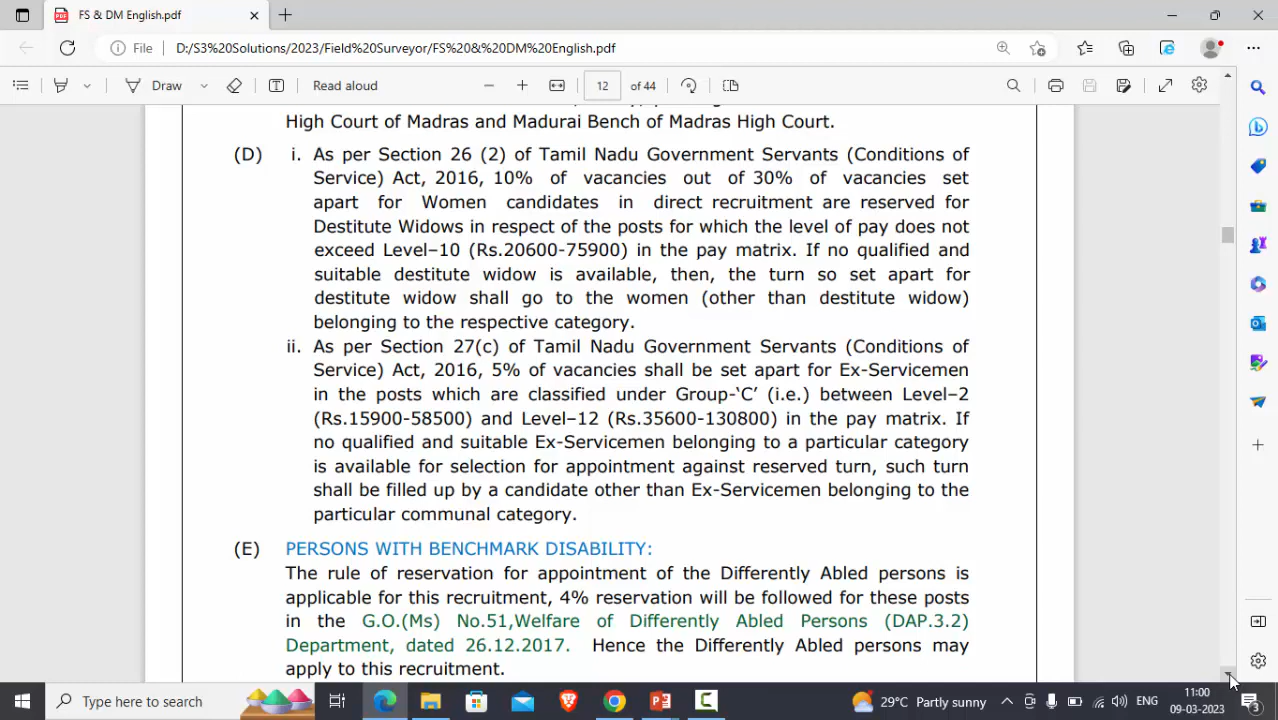 FS & DM English.pdf
File
D:/S3%20Solutions/2023/Field%20Surveyor/FS%20&%20DM%20English.pdf
Draw
Read aloud
12
of 44
High Court of Madras and Madurai Bench of Madras High Court.
(D) i. As per Section 26 (2) of Tamil Nadu Government Servants (Conditions of
Service) Act, 2016, 10% of vacancies out of 30% of vacancies set
apart for Women candidates in direct recruitment are reserved for
Destitute Widows in respect of the posts for which the level of pay does not
exceed Level–10 (Rs.20600-75900) in the pay matrix. If no qualified and
suitable destitute widow is available, then, the turn so set apart for
destitute widow shall go to the women (other than destitute widow)
belonging to the respective category.
ii. As per Section 27(c) of Tamil Nadu Government Servants (Conditions of
Service) Act, 2016, 5% of vacancies shall be set apart for Ex-Servicemen
in the posts which are classified under Group-‘C’ (i.e.) between Level–2
(Rs.15900-58500) and Level–12 (Rs.35600-130800) in the pay matrix. If
no qualified and suitable Ex-Servicemen belonging to a particular category
is available for selection for appointment against reserved turn, such turn
shall be filled up by a candidate other than Ex-Servicemen belonging to the
particular communal category.
(E) PERSONS WITH BENCHMARK DISABILITY:
The rule of reservation for appointment of the Differently Abled persons is
applicable for this recruitment, 4% reservation will be followed for these posts
in the G.O.(Ms) No.51,Welfare of Differently Abled Persons (DAP.3.2)
Department, dated 26.12.2017. Hence the Differently Abled persons may
apply to this recruitment.
Type here to search
29°C Partly sunny
ENG
11:00
09-03-2023
3